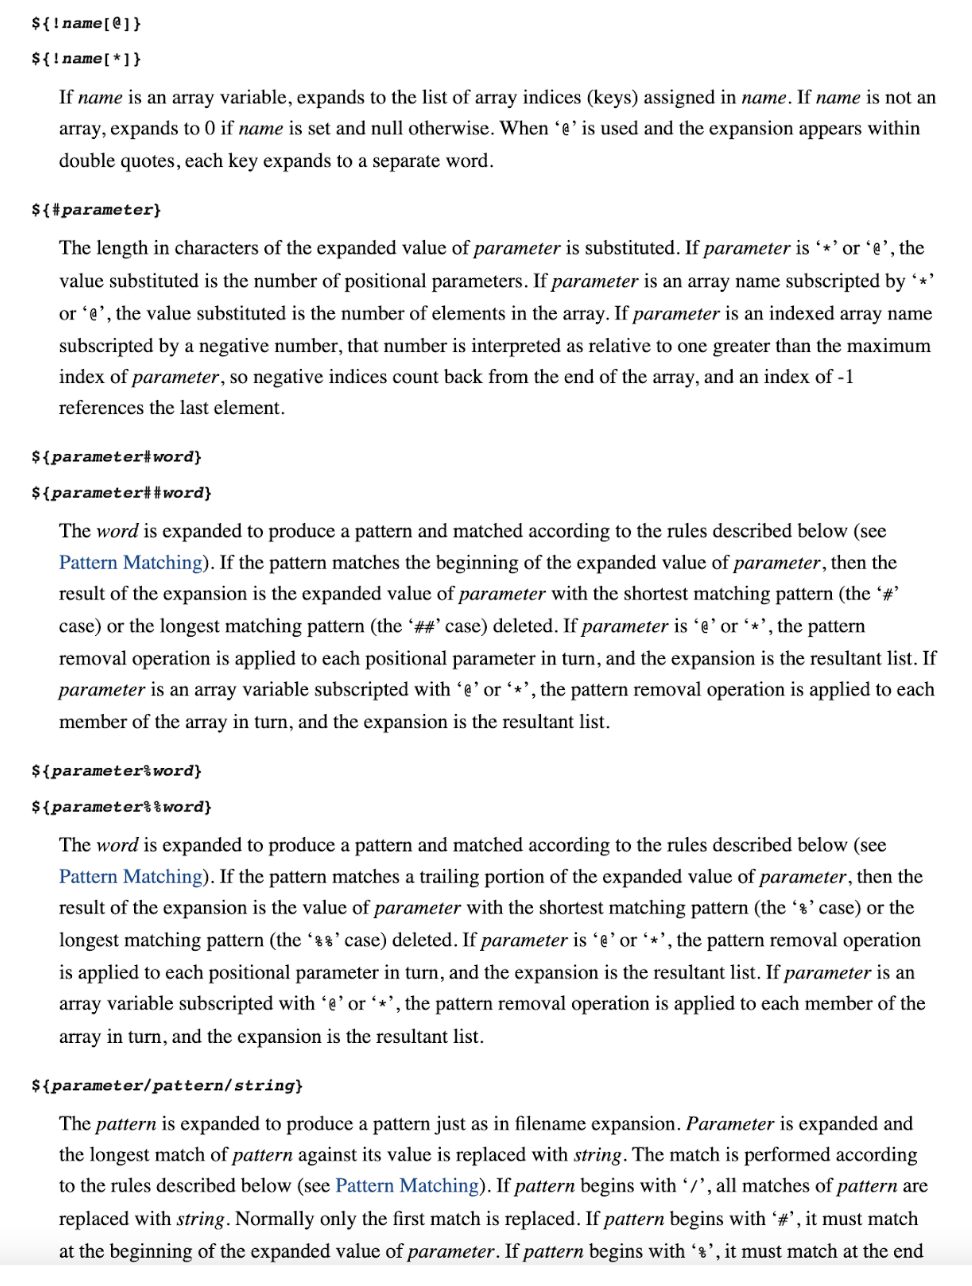 ${!name[@]}
${!name[*]}
If name is an array variable, expands to the list of array indices (keys) assigned in name. If name is not an
array, expands to 0 if name is set and null otherwise. When ‘@’ is used and the expansion appears within
double quotes, each key expands to a separate word.
${#parameter}
The length in characters of the expanded value of parameter is substituted. If parameter is ‘*’ or ‘@’, the
value substituted is the number of positional parameters. If parameter is an array name subscripted by ‘*’
or ‘@’, the value substituted is the number of elements in the array. If parameter is an indexed array name
subscripted by a negative number, that number is interpreted as relative to one greater than the maximum
index of parameter, so negative indices count back from the end of the array, and an index of -1
references the last element.
${parameter#word}
${parameter##word}
The word is expanded to produce a pattern and matched according to the rules described below (see
Pattern Matching). If the pattern matches the beginning of the expanded value of parameter, then the
result of the expansion is the expanded value of parameter with the shortest matching pattern (the ‘#’
case) or the longest matching pattern (the ‘##’ case) deleted. If parameter is ‘@’ or ‘*’, the pattern
removal operation is applied to each positional parameter in turn, and the expansion is the resultant list. If
parameter is an array variable subscripted with ‘@’ or ‘*’, the pattern removal operation is applied to each
member of the array in turn, and the expansion is the resultant list.
${parameter%word}
${parameter%%word}
The word is expanded to produce a pattern and matched according to the rules described below (see
Pattern Matching). If the pattern matches a trailing portion of the expanded value of parameter, then the
result of the expansion is the value of parameter with the shortest matching pattern (the ‘%’ case) or the
longest matching pattern (the ‘%%’ case) deleted. If parameter is ‘@’ or ‘*’, the pattern removal operation
is applied to each positional parameter in turn, and the expansion is the resultant list. If parameter is an
array variable subscripted with ‘@’ or ‘*’, the pattern removal operation is applied to each member of the
array in turn, and the expansion is the resultant list.
${parameter/pattern/string}
The pattern is expanded to produce a pattern just as in filename expansion. Parameter is expanded and
the longest match of pattern against its value is replaced with string. The match is performed according
to the rules described below (see Pattern Matching). If pattern begins with ‘/’, all matches of pattern are
replaced with string. Normally only the first match is replaced. If pattern begins with ‘#’, it must match
at the beginning of the expanded value of parameter. If pattern begins with ‘%’, it must match at the end